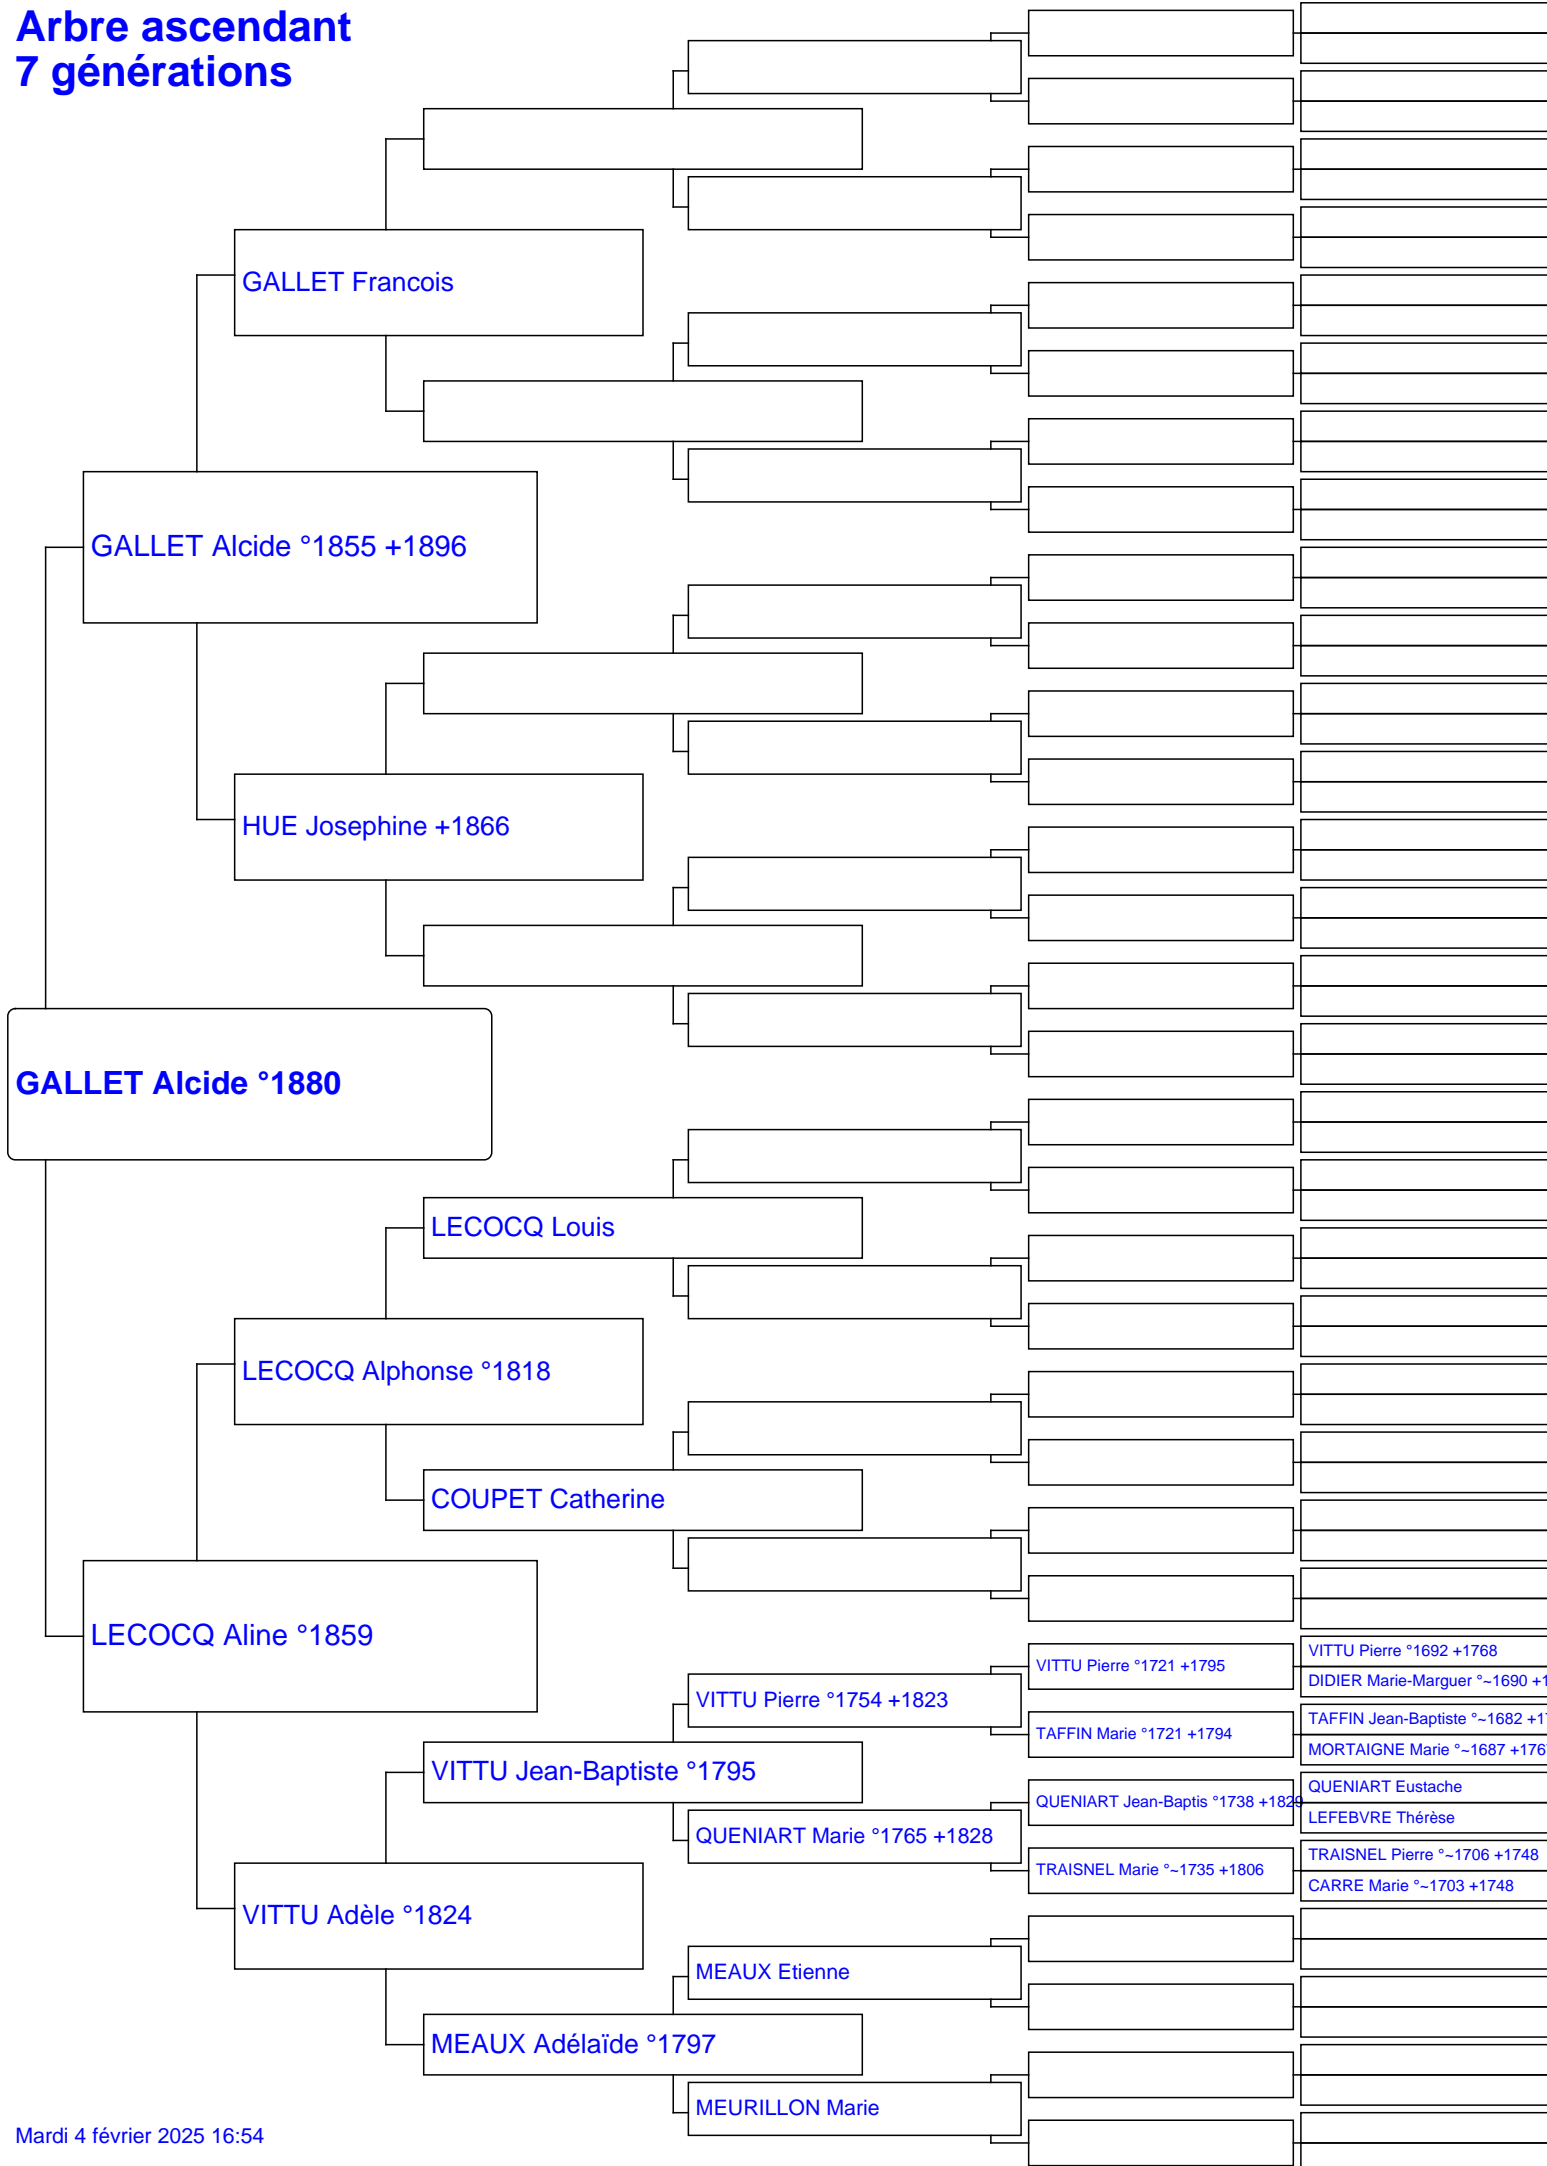 Arbre ascendant
7 générations
GALLET Francois
GALLET Alcide °1855 +1896
HUE Josephine +1866
GALLET Alcide °1880
LECOCQ Louis
LECOCQ Alphonse °1818
COUPET Catherine
LECOCQ Aline °1859
VITTU Pierre °1692 +1768
VITTU Pierre °1721 +1795
DIDIER Marie-Marguer °~1690 +1
VITTU Pierre °1754 +1823
TAFFIN Jean-Baptiste °~1682 +17
TAFFIN Marie °1721 +1794
MORTAIGNE Marie °~1687 +176
VITTU Jean-Baptiste °1795
QUENIART Eustache
QUENIART Jean-Baptis °1738 +1829
LEFEBVRE Thérèse
QUENIART Marie °1765 +1828
TRAISNEL Pierre °~1706 +1748
TRAISNEL Marie °~1735 +1806
CARRE Marie °~1703 +1748
VITTU Adèle °1824
MEAUX Etienne
MEAUX Adélaïde °1797
MEURILLON Marie
Mardi 4 février 2025 16:54